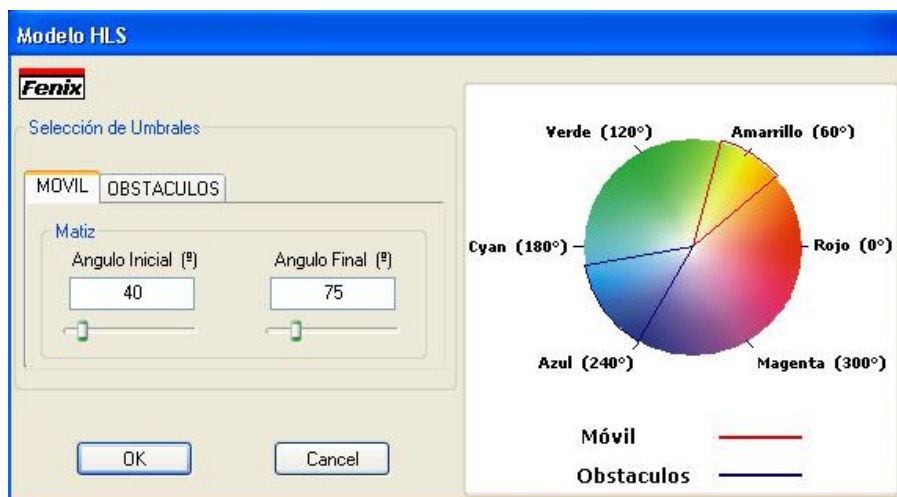 Modelo HLS
Fenix
Selección de Umbrales
MOVIL OBSTACULOS
Matiz
Angulo Inicial (º) Angulo Final (º)
40 75
OK Cancel
Verde (120°) Amarrillo (60°)
Cyan (180°) Rojo (0°)
Azul (240°) Magenta (300°)
Móvil
Obstaculos